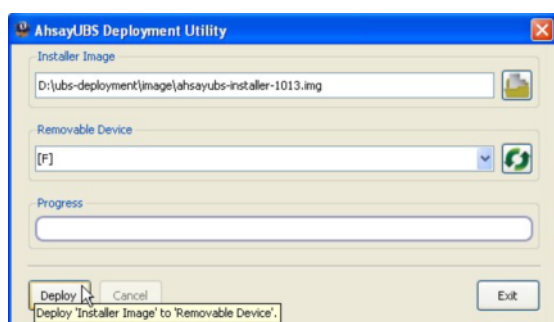 AhsayUBS Deployment Utility
Installer Image
D:\ubs-deployment\image\ahsayubs-installer-1013.img
Removable Device
[F]
Progress
Deploy Cancel Exit
Deploy 'Installer Image' to 'Removable Device'.